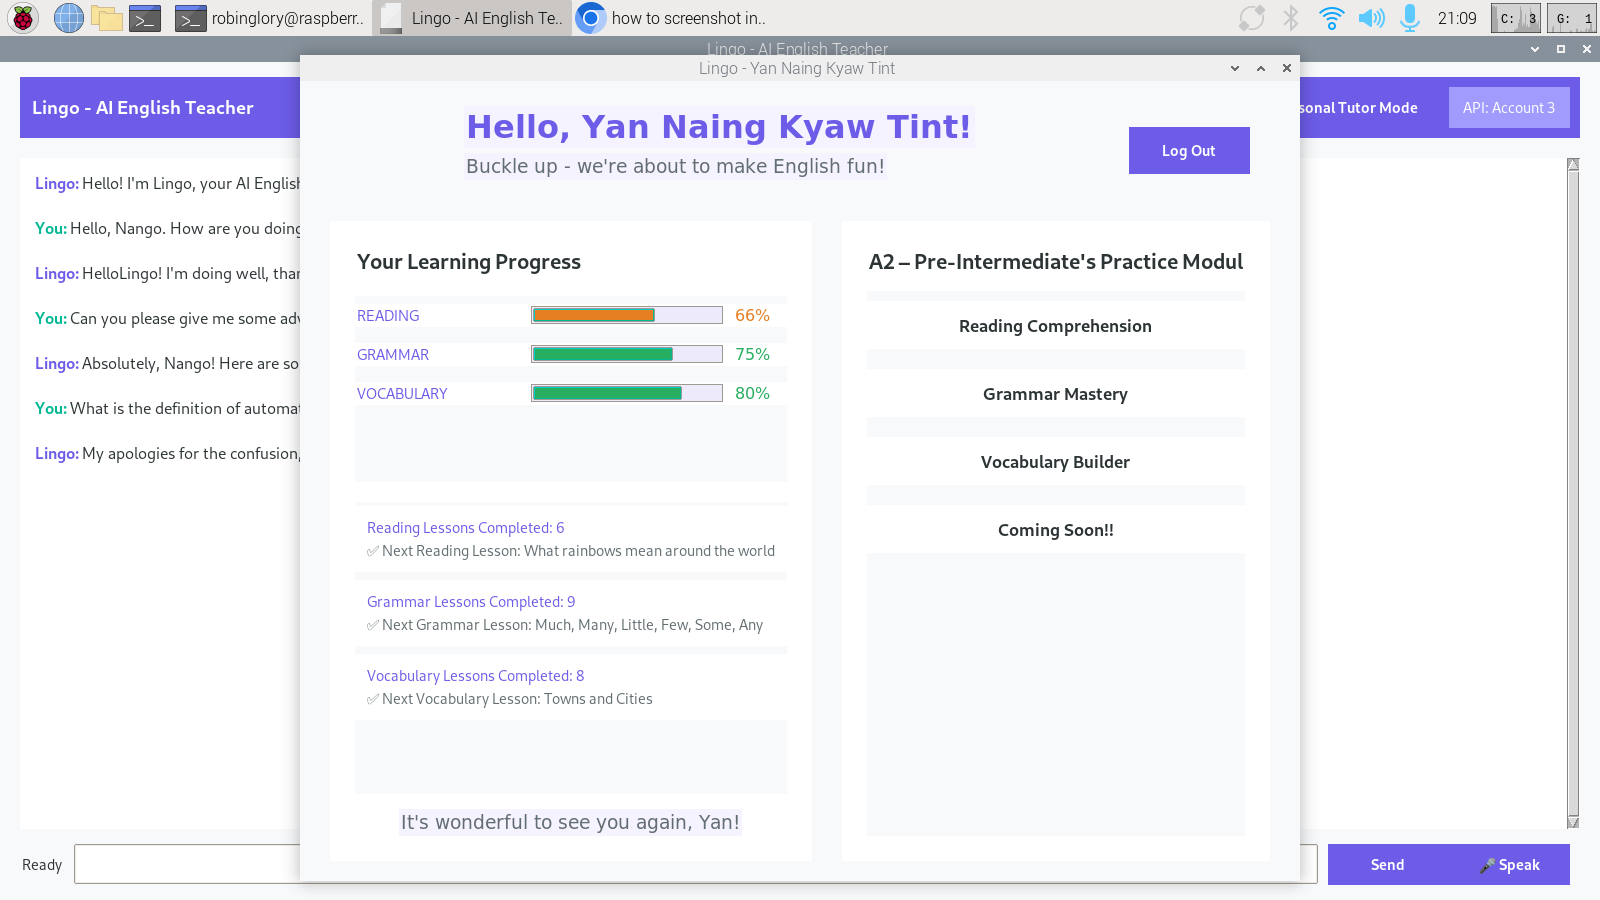 robinglory@raspberr..
Lingo - AI English Te..
how to screenshot in..
21:09
C: 3
G: 1
Lingo - AI English Teacher
Lingo - Yan Naing Kyaw Tint
Lingo - AI English Teacher
sonal Tutor Mode
API: Account 3
Hello, Yan Naing Kyaw Tint!
Buckle up - we're about to make English fun!
Log Out
Lingo: Hello! I'm Lingo, your AI English
You: Hello, Nango. How are you doing
Lingo: HelloLingo! I'm doing well, than
You: Can you please give me some adv
Lingo: Absolutely, Nango! Here are so
You: What is the definition of automat
Lingo: My apologies for the confusion,
Your Learning Progress
READING 66%
GRAMMAR 75%
VOCABULARY 80%
Reading Lessons Completed: 6
✅ Next Reading Lesson: What rainbows mean around the world
Grammar Lessons Completed: 9
✅ Next Grammar Lesson: Much, Many, Little, Few, Some, Any
Vocabulary Lessons Completed: 8
✅ Next Vocabulary Lesson: Towns and Cities
It's wonderful to see you again, Yan!
A2 – Pre-Intermediate's Practice Modul
Reading Comprehension
Grammar Mastery
Vocabulary Builder
Coming Soon!!
Ready
Send
🎤 Speak